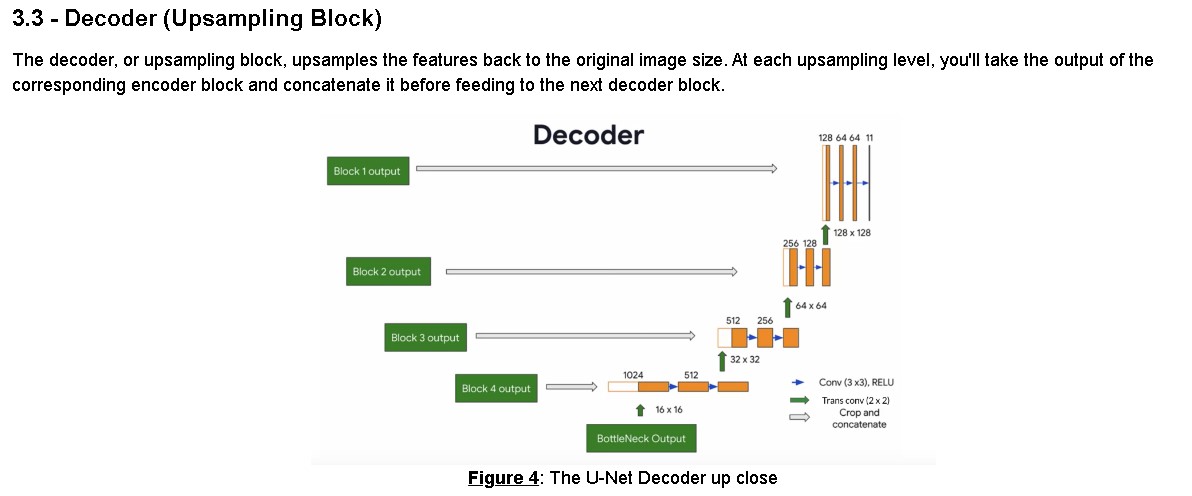 3.3 - Decoder (Upsampling Block)
The decoder, or upsampling block, upsamples the features back to the original image size. At each upsampling level, you'll take the output of the
corresponding encoder block and concatenate it before feeding to the next decoder block.
Decoder
128 64 64 11
Block 1 output
128 x 128
256 128
Block 2 output
64 x 64
512 256
Block 3 output
32 x 32
1024 512
Block 4 output
16 x 16
BottleNeck Output
Conv (3 x3), RELU
Trans conv (2 x 2)
Crop and
concatenate
Figure 4: The U-Net Decoder up close